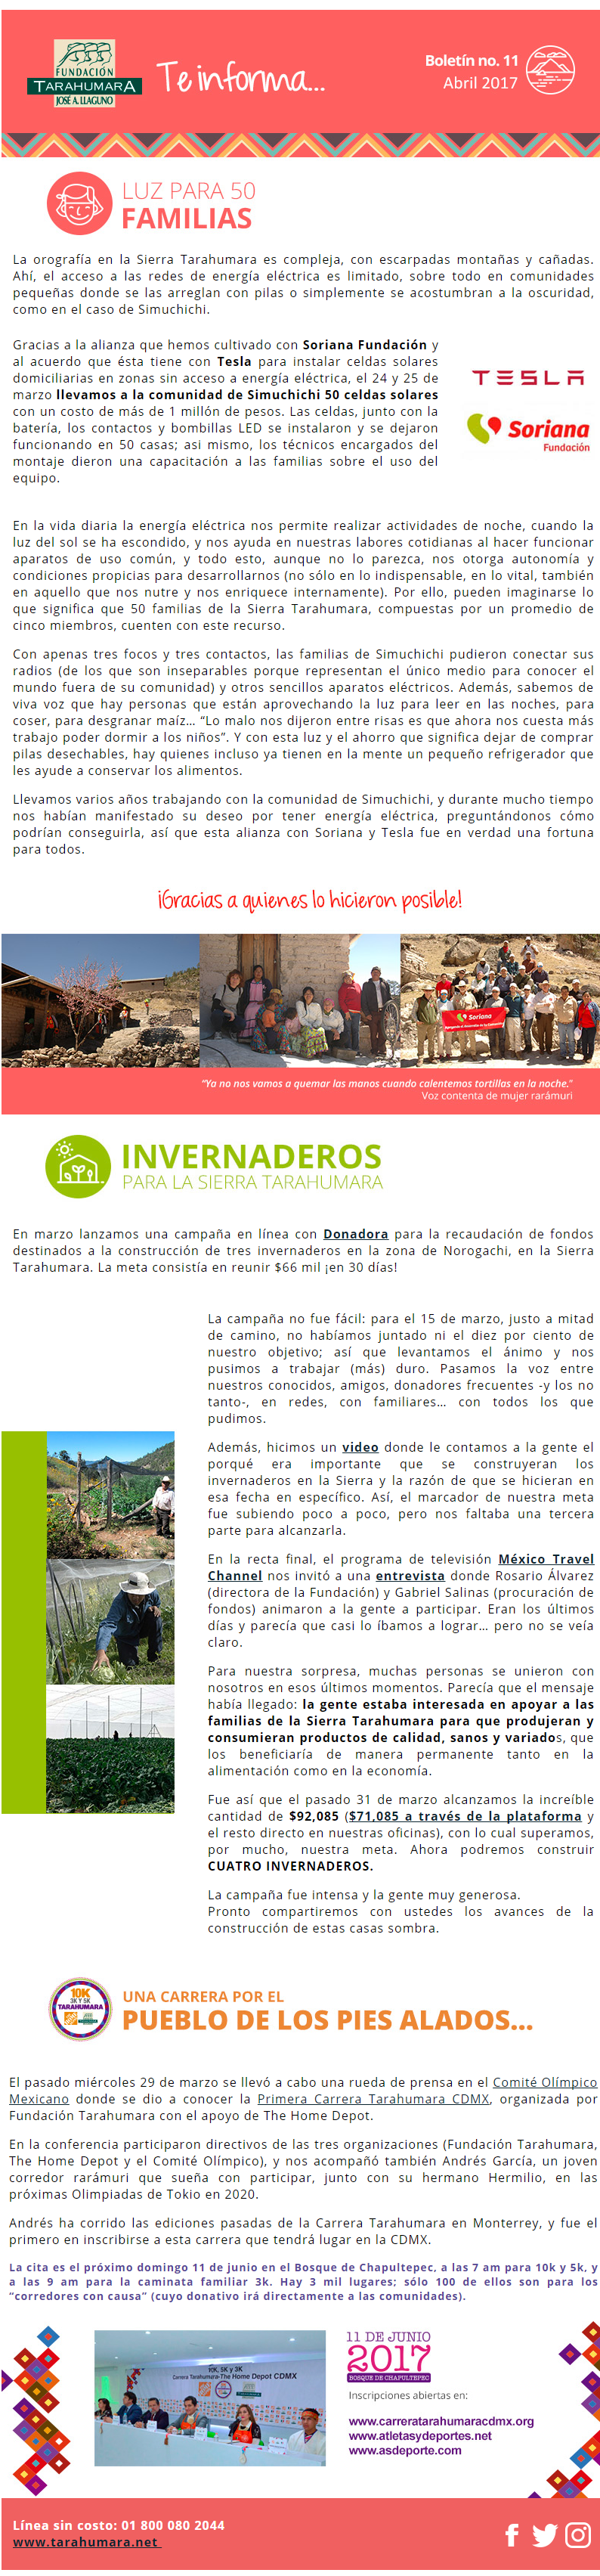 FUNDACIÓN
TARAHUMARA
JOSÉ A. LLAGUNO
Te informa...
Boletín no. 11
Abril 2017
LUZ PARA 50
FAMILIAS
La orografía en la Sierra Tarahumara es compleja, con escarpadas montañas y cañadas.
Ahí, el acceso a las redes de energía eléctrica es limitado, sobre todo en comunidades
pequeñas donde se las arreglan con pilas o simplemente se acostumbran a la oscuridad,
como en el caso de Simuchichi.
Gracias a la alianza que hemos cultivado con Soriana Fundación y
al acuerdo que ésta tiene con Tesla para instalar celdas solares
domiciliarias en zonas sin acceso a energía eléctrica, el 24 y 25 de
marzo llevamos a la comunidad de Simuchichi 50 celdas solares
con un costo de más de 1 millón de pesos. Las celdas, junto con la
batería, los contactos y bombillas LED se instalaron y se dejaron
funcionando en 50 casas; asi mismo, los técnicos encargados del
montaje dieron una capacitación a las familias sobre el uso del
equipo.
TESLA
Soriana
Fundación
En la vida diaria la energía eléctrica nos permite realizar actividades de noche, cuando la
luz del sol se ha escondido, y nos ayuda en nuestras labores cotidianas al hacer funcionar
aparatos de uso común, y todo esto, aunque no lo parezca, nos otorga autonomía y
condiciones propicias para desarrollarnos (no sólo en lo indispensable, en lo vital, también
en aquello que nos nutre y nos enriquece internamente). Por ello, pueden imaginarse lo
que significa que 50 familias de la Sierra Tarahumara, compuestas por un promedio de
cinco miembros, cuenten con este recurso.
Con apenas tres focos y tres contactos, las familias de Simuchichi pudieron conectar sus
radios (de los que son inseparables porque representan el único medio para conocer el
mundo fuera de su comunidad) y otros sencillos aparatos eléctricos. Además, sabemos de
viva voz que hay personas que están aprovechando la luz para leer en las noches, para
coser, para desgranar maíz... “Lo malo nos dijeron entre risas es que ahora nos cuesta más
trabajo poder dormir a los niños”. Y con esta luz y el ahorro que significa dejar de comprar
pilas desechables, hay quienes incluso ya tienen en la mente un pequeño refrigerador que
les ayude a conservar los alimentos.
Llevamos varios años trabajando con la comunidad de Simuchichi, y durante mucho tiempo
nos habían manifestado su deseo por tener energía eléctrica, preguntándonos cómo
podrían conseguirla, así que esta alianza con Soriana y Tesla fue en verdad una fortuna
para todos.
¡Gracias a quienes lo hicieron posible!
Soriana
“Ya no nos vamos a quemar las manos cuando calentemos tortillas en la noche.”
Voz contenta de mujer rarámuri
INVERNADEROS
PARA LA SIERRA TARAHUMARA
En marzo lanzamos una campaña en línea con Donadora para la recaudación de fondos
destinados a la construcción de tres invernaderos en la zona de Norogachi, en la Sierra
Tarahumara. La meta consistía en reunir $66 mil ¡en 30 días!
La campaña no fue fácil: para el 15 de marzo, justo a mitad
de camino, no habíamos juntado ni el diez por ciento de
nuestro objetivo; así que levantamos el ánimo y nos
pusimos a trabajar (más) duro. Pasamos la voz entre
nuestros conocidos, amigos, donadores frecuentes -y los no
tanto-, en redes, con familiares... con todos los que
pudimos.
Además, hicimos un video donde le contamos a la gente el
porqué era importante que se construyeran los
invernaderos en la Sierra y la razón de que se hicieran en
esa fecha en específico. Así, el marcador de nuestra meta
fue subiendo poco a poco, pero nos faltaba una tercera
parte para alcanzarla.
En la recta final, el programa de televisión México Travel
Channel nos invitó a una entrevista donde Rosario Álvarez
(directora de la Fundación) y Gabriel Salinas (procuración de
fondos) animaron a la gente a participar. Eran los últimos
días y parecía que casi lo íbamos a lograr... pero no se veía
claro.
Para nuestra sorpresa, muchas personas se unieron con
nosotros en esos últimos momentos. Parecía que el mensaje
había llegado: la gente estaba interesada en apoyar a las
familias de la Sierra Tarahumara para que produjeran y
consumieran productos de calidad, sanos y variados, que
los beneficiaría de manera permanente tanto en la
alimentación como en la economía.
Fue así que el pasado 31 de marzo alcanzamos la increíble
cantidad de $92,085 ($71,085 a través de la plataforma y
el resto directo en nuestras oficinas), con lo cual superamos,
por mucho, nuestra meta. Ahora podremos construir
CUATRO INVERNADEROS.
La campaña fue intensa y la gente muy generosa.
Pronto compartiremos con ustedes los avances de la
construcción de estas casas sombra.
10K
3K Y 5K
TARAHUMARA
UNA CARRERA POR EL
PUEBLO DE LOS PIES ALADOS...
El pasado miércoles 29 de marzo se llevó a cabo una rueda de prensa en el Comité Olímpico
Mexicano donde se dio a conocer la Primera Carrera Tarahumara CDMX, organizada por
Fundación Tarahumara con el apoyo de The Home Depot.
En la conferencia participaron directivos de las tres organizaciones (Fundación Tarahumara,
The Home Depot y el Comité Olímpico), y nos acompañó también Andrés García, un joven
corredor rarámuri que sueña con participar, junto con su hermano Hermilio, en las
próximas Olimpiadas de Tokio en 2020.
Andrés ha corrido las ediciones pasadas de la Carrera Tarahumara en Monterrey, y fue el
primero en inscribirse a esta carrera que tendrá lugar en la CDMX.
La cita es el próximo domingo 11 de junio en el Bosque de Chapultepec, a las 7 am para 10k y 5k, y
a las 9 am para la caminata familiar 3k. Hay 3 mil lugares; sólo 100 de ellos son para los
“corredores con causa” (cuyo donativo irá directamente a las comunidades).
10K, 5K y 3K
Carrera Tarahumara-The Home Depot CDMX
11 DE JUNIO
2017
BOSQUE DE CHAPULTEPEC
Inscripciones abiertas en:
www.carreratarahumaracdmx.org
www.atletasydeportes.net
www.asdeporte.com
Línea sin costo: 01 800 080 2044
www.tarahumara.net